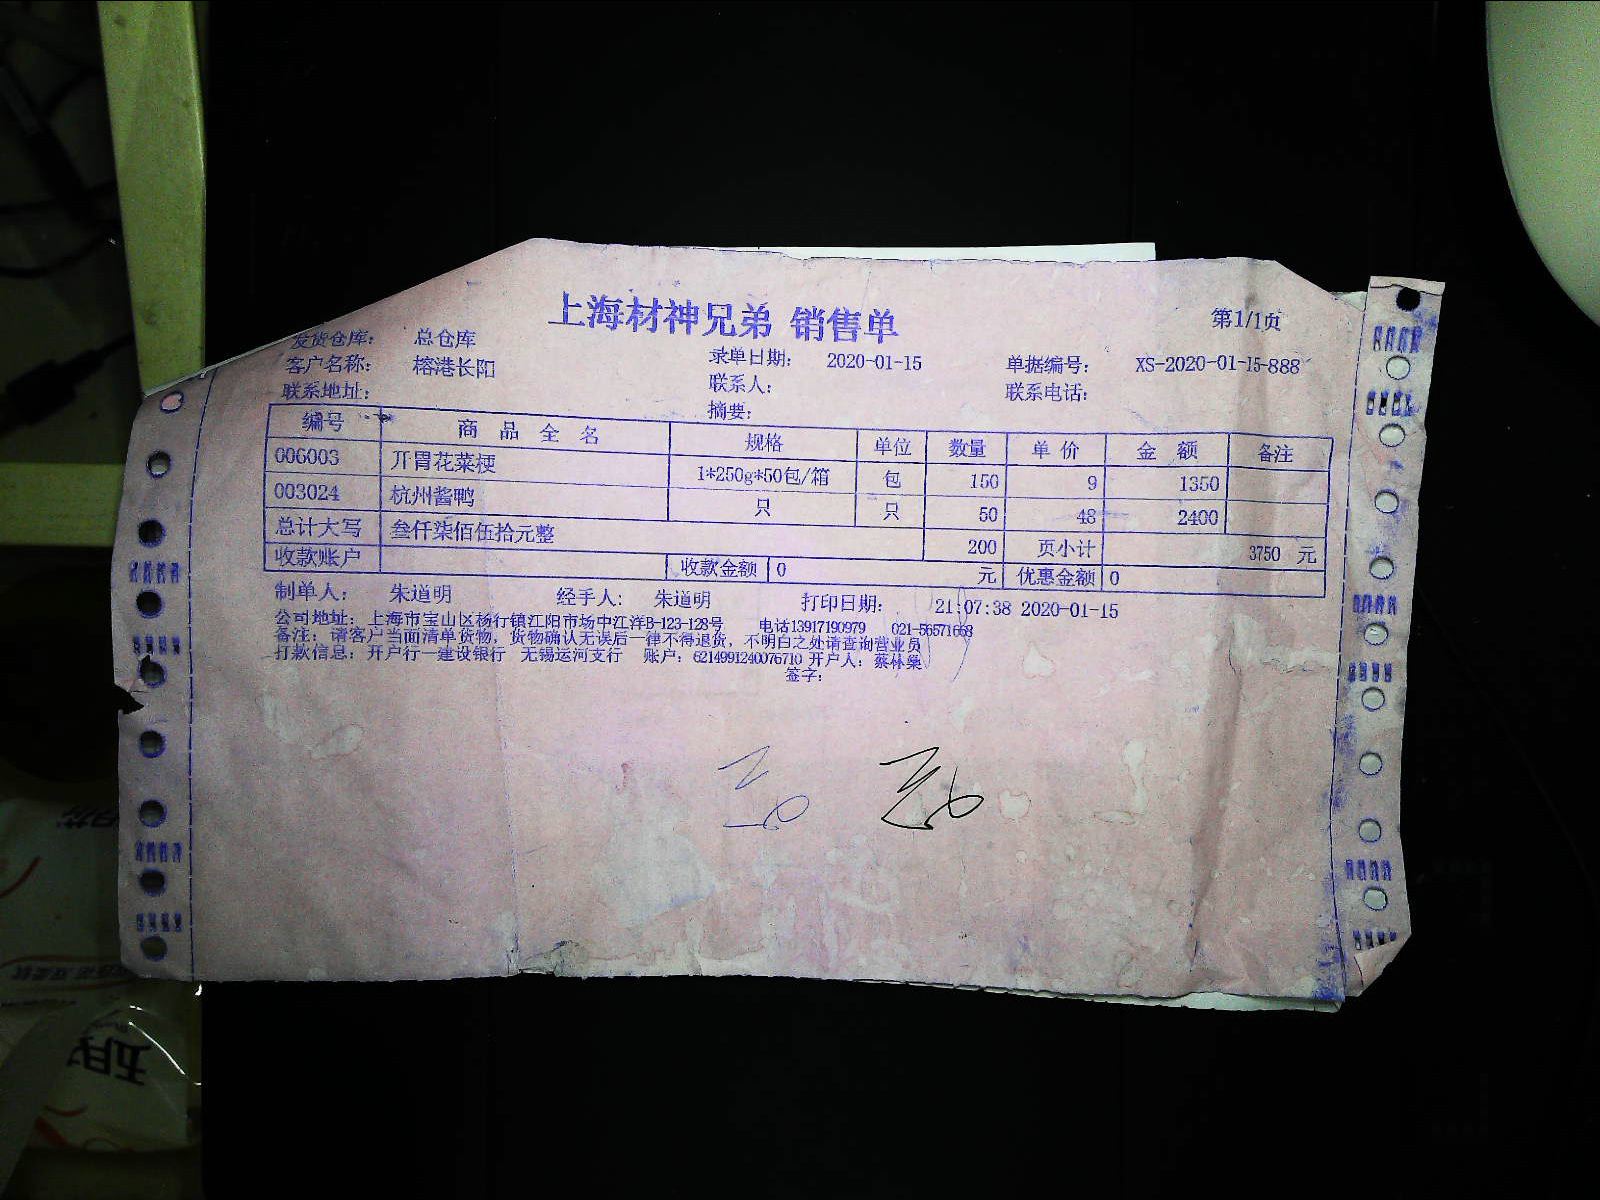 上海材神兄弟 销售单
第1/1页
发货仓库: 总仓库
录单日期: 2020-01-15 单据编号: XS-2020-01-15-888
客户名称: 榕港长阳
联系人: 联系电话:
联系地址:
摘要:
编号 商品全名 规格 单位 数量 单价 金额 备注
006003 开胃花菜梗 1*250g*50包/箱 包 150 9 1350
003024 杭州酱鸭 只 只 50 48 2400
总计大写 叁仟柒佰伍拾元整 200 页小计 3750 元
收款账户 收款金额 0 元 优惠金额 0
制单人: 朱道明 经手人: 朱道明 打印日期: 21:07:38 2020-01-15
公司地址: 上海市宝山区杨行镇江阳市场中江洋B-123-128号 电话13917190979 021-56571668
备注: 请客户当面清单货物, 货物确认无误后一律不得退货, 不明白之处请查询营业员
打款信息: 开户行一建设银行 无锡运河支行 账户: 6214991240076710 开户人: 蔡林燊
签字: